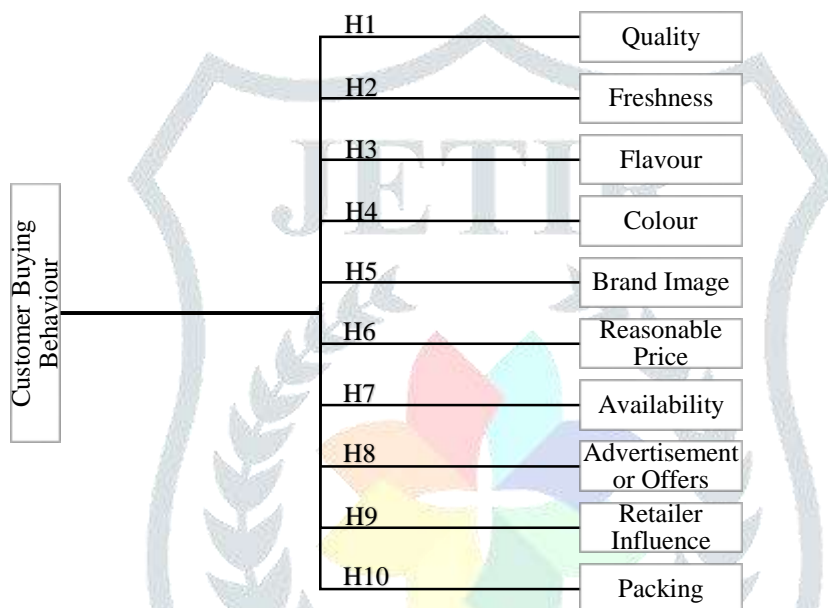 H1
Quality
H2
Freshness
H3
Flavour
H4
Colour
H5
Brand Image
Customer Buying
Behaviour
H6
Reasonable
Price
H7
Availability
H8
Advertisement
or Offers
H9
Retailer
Influence
H10
Packing
JETIR